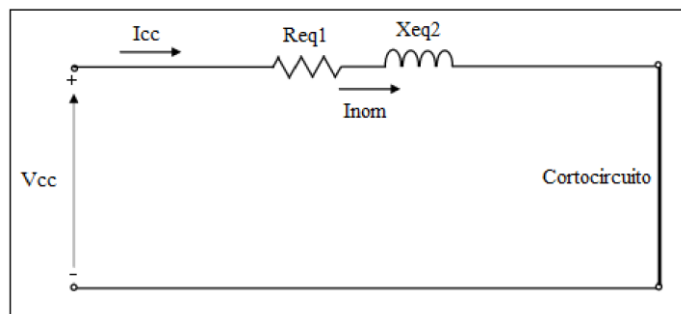 Icc
Req1
Xeq2
+
Inom
Vcc
Cortocircuito
-